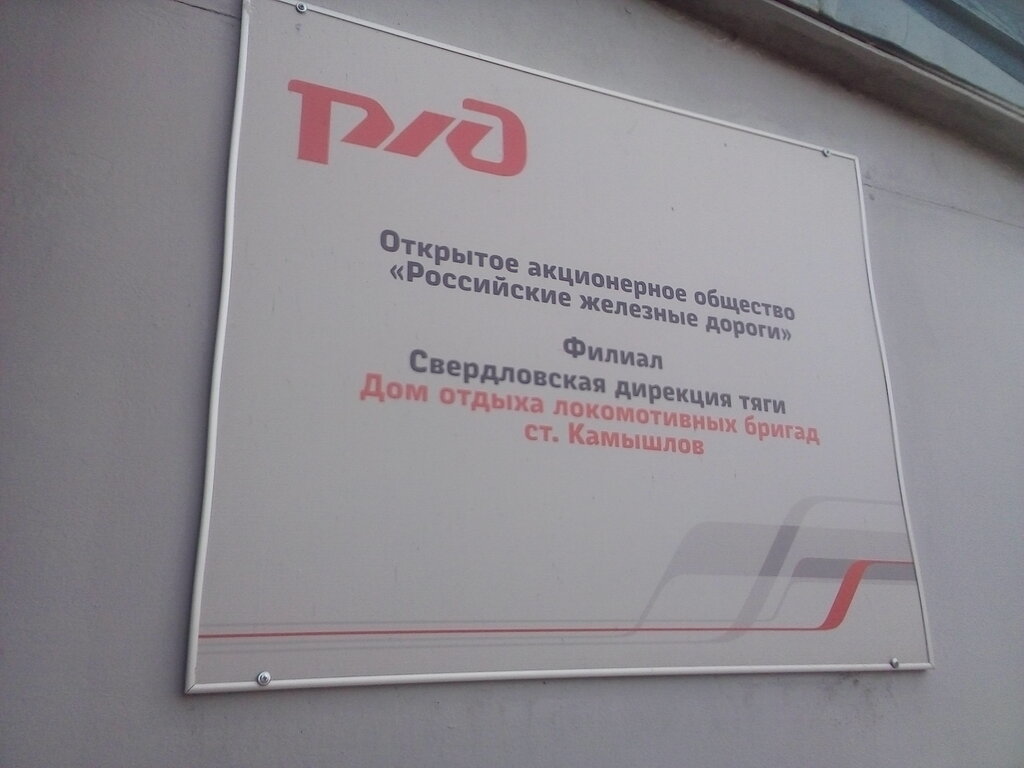 РЖД
Открытое акционерное общество
«Российские железные дороги»
Филиал
Свердловская дирекция тяги
Дом отдыха локомотивных бригад
ст. Камышлов